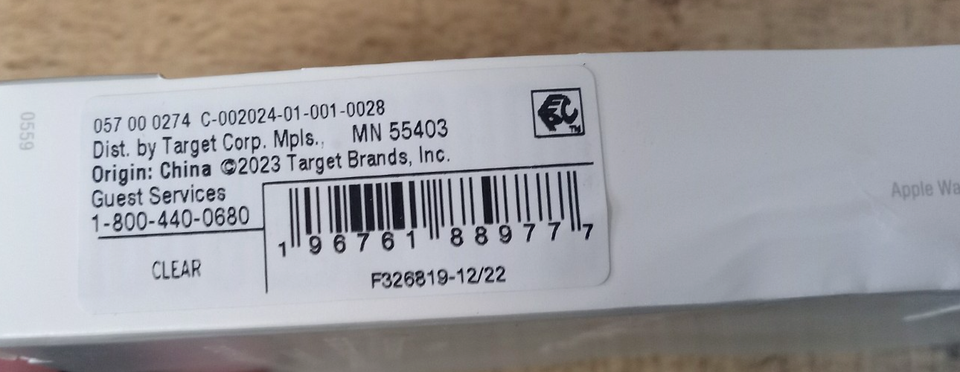 0559
057 00 0274 C-002024-01-001-0028
Dist. by Target Corp. Mpls., MN 55403
Origin: China ©2023 Target Brands, Inc.
Guest Services
1-800-440-0680
CLEAR
1 96761 88977 7
F326819-12/22
TM
Apple Wa